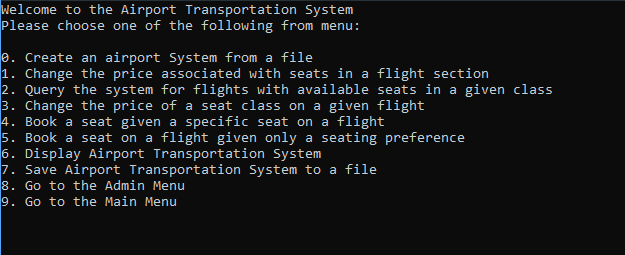 Welcome to the Airport Transportation System
Please choose one of the following from menu:
0. Create an airport System from a file
1. Change the price associated with seats in a flight section
2. Query the system for flights with available seats in a given class
3. Change the price of a seat class on a given flight
4. Book a seat given a specific seat on a flight
5. Book a seat on a flight given only a seating preference
6. Display Airport Transportation System
7. Save Airport Transportation System to a file
8. Go to the Admin Menu
9. Go to the Main Menu